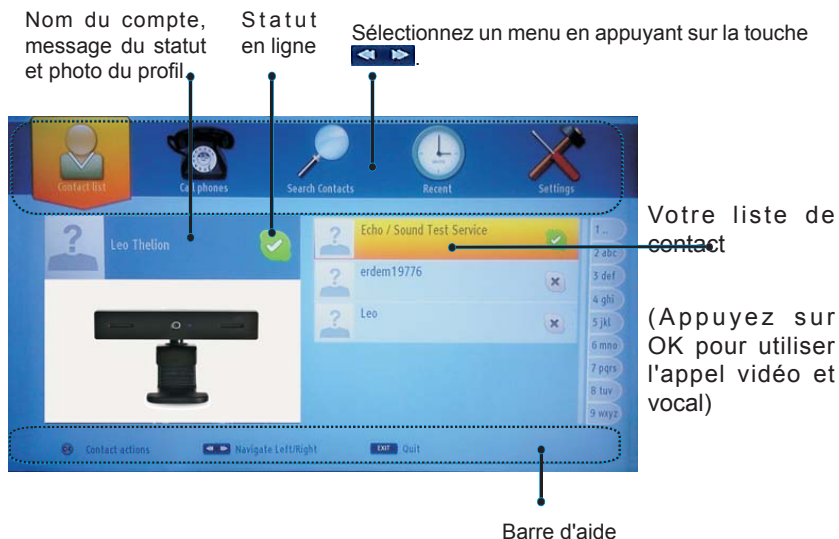 Nom du compte,
message du statut
et photo du profil.
Statut
en ligne
Sélectionnez un menu en appuyant sur la touche
.
Contact list
Call phones
Search Contacts
Recent
Settings
Leo Thelion
Echo / Sound Test Service
erdem19776
Leo
1 ..
2 abc
3 def
4 ghi
5 jkl
6 mno
7 pqrs
8 tuv
9 wxyz
Votre liste de
contact
(Appuyez sur
OK pour utiliser
l'appel vidéo et
vocal)
OK Contact actions
Navigate Left/Right
EXIT Quit
Barre d'aide